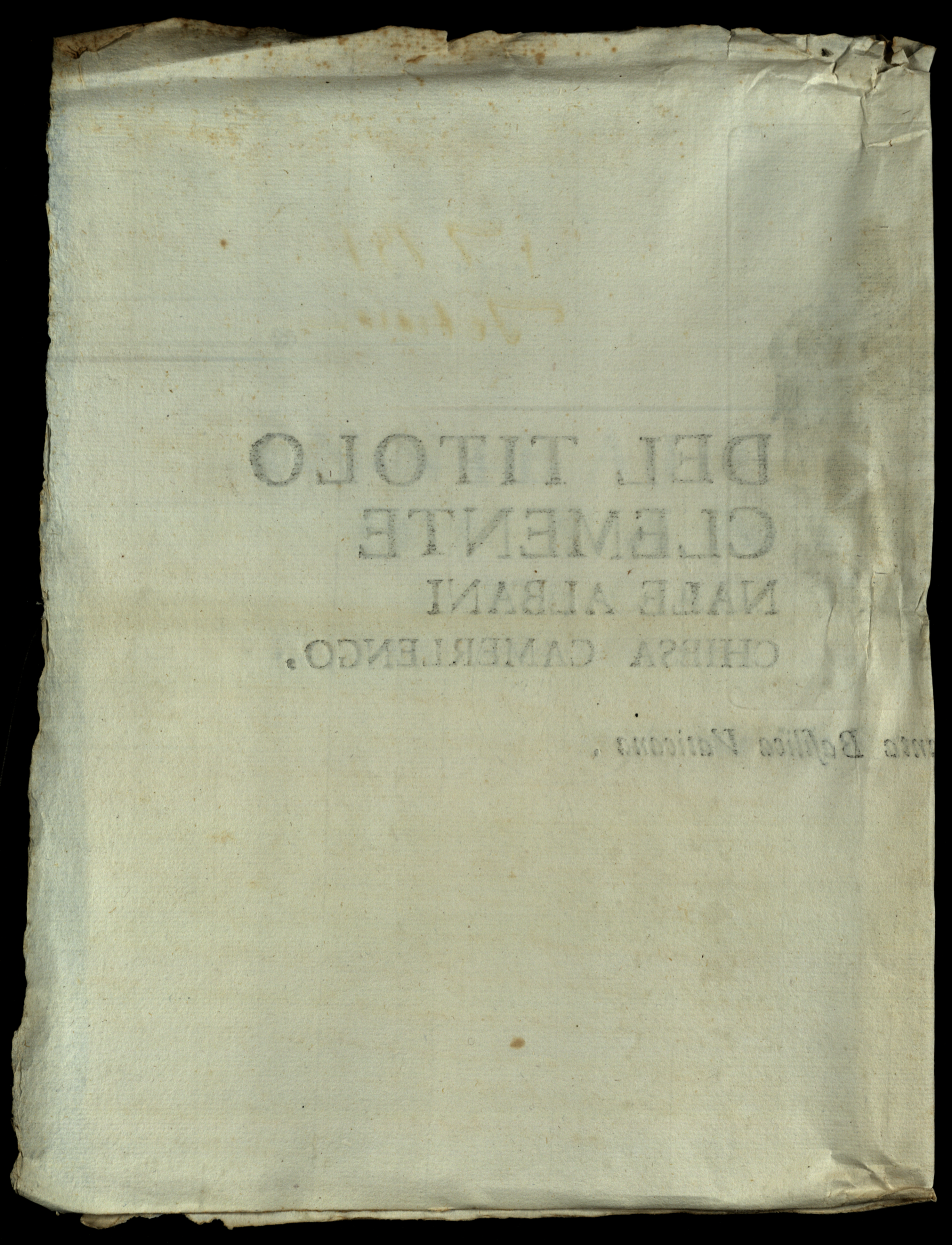 DEL TITOLO
CLEMENTE
NALE ALBANI
CHIESA CAMERLENGO,
Baſilica Vaticana,